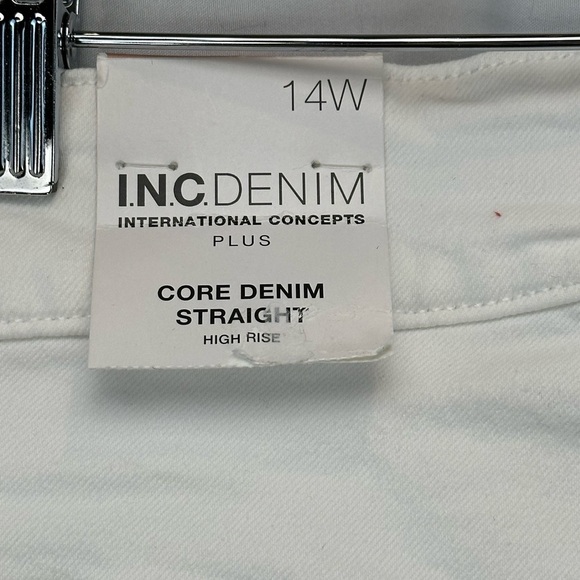 14W
I.N.C.DENIM
INTERNATIONAL CONCEPTS
PLUS
CORE DENIM
STRAIGHT
HIGH RISE